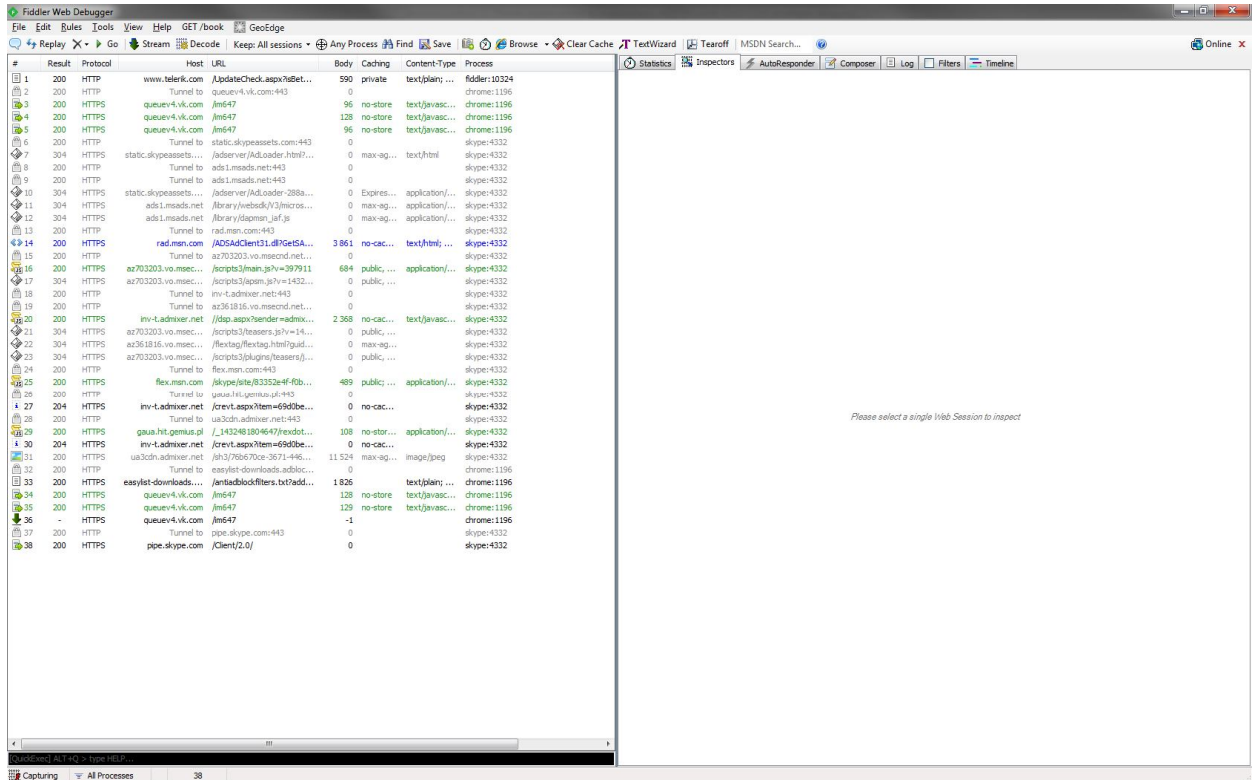 Fiddler Web Debugger
File Edit Rules Tools View Help GET /book GeoEdge
Replay X Go Stream Decode Keep: All sessions Any Process Find Save Browse Clear Cache TextWizard Tearoff MSDN Search... Online X
# Result Protocol Host URL Body Caching Content-Type Process
Statistics Inspectors AutoResponder Composer Log Filters Timeline
1 200 HTTP www.telerik.com /UpdateCheck.aspx?isBet... 590 private text/plain; ... fiddler:10324
2 200 HTTP Tunnel to queuev4.vk.com:443 0 chrome:1196
3 200 HTTPS queuev4.vk.com /im647 96 no-store text/javasc... chrome:1196
4 200 HTTPS queuev4.vk.com /im647 128 no-store text/javasc... chrome:1196
5 200 HTTPS queuev4.vk.com /im647 96 no-store text/javasc... chrome:1196
6 200 HTTP Tunnel to static.skypeassets.com:443 0 skype:4332
7 304 HTTPS static.skypeassets.... /adserver/AdLoader.html?... 0 max-ag... text/html skype:4332
8 200 HTTP Tunnel to ads1.msads.net:443 0 skype:4332
9 200 HTTP Tunnel to ads1.msads.net:443 0 skype:4332
10 304 HTTPS static.skypeassets.... /adserver/AdLoader-288a... 0 Expires... application/... skype:4332
11 304 HTTPS ads1.msads.net /library/websdk/V3/micros... 0 max-ag... application/... skype:4332
12 304 HTTPS ads1.msads.net /library/dapmsn_iaf.js 0 max-ag... application/... skype:4332
13 200 HTTP Tunnel to rad.msn.com:443 0 skype:4332
14 200 HTTPS rad.msn.com /ADSAdClient31.dll?GetSA... 3 861 no-cac... text/html; ... skype:4332
15 200 HTTP Tunnel to az703203.vo.msecnd.net... 0 skype:4332
16 200 HTTPS az703203.vo.msec... /scripts3/main.js?v=397911 684 public, ... application/... skype:4332
17 304 HTTPS az703203.vo.msec... /scripts3/apsm.js?v=1432... 0 public, ... skype:4332
18 200 HTTP Tunnel to inv-t.admixer.net:443 0 skype:4332
19 200 HTTP Tunnel to az361816.vo.msecnd.net... 0 skype:4332
20 200 HTTPS inv-t.admixer.net //dsp.aspx?sender=admix... 2 368 no-cac... text/javasc... skype:4332
21 304 HTTPS az703203.vo.msec... /scripts3/teasers.js?v=14... 0 public, ... skype:4332
22 304 HTTPS az361816.vo.msec... /flextag/flextag.html?guid... 0 max-ag... skype:4332
23 304 HTTPS az703203.vo.msec... /scripts3/plugins/teasers/j... 0 public, ... skype:4332
24 200 HTTP Tunnel to flex.msn.com:443 0 skype:4332
25 200 HTTPS flex.msn.com /skype/site/83352e4f-f0b... 489 public; ... application/... skype:4332
26 200 HTTP Tunnel to gaua.hit.gemius.pl:443 0 skype:4332
27 204 HTTPS inv-t.admixer.net /crevt.aspx?item=69d0be... 0 no-cac... skype:4332
28 200 HTTP Tunnel to ua3cdn.admixer.net:443 0 skype:4332
29 200 HTTPS gaua.hit.gemius.pl /_1432481804647/rexdot... 108 no-stor... application/... skype:4332
30 204 HTTPS inv-t.admixer.net /crevt.aspx?item=69d0be... 0 no-cac... skype:4332
31 200 HTTPS ua3cdn.admixer.net /sh3/76b670ce-3671-446... 11 524 max-ag... image/jpeg skype:4332
32 200 HTTP Tunnel to easylist-downloads.adbloc... 0 chrome:1196
33 200 HTTPS easylist-downloads.... /antiadblockfilters.txt?add... 1 826 text/plain; ... chrome:1196
34 200 HTTPS queuev4.vk.com /im647 128 no-store text/javasc... chrome:1196
35 200 HTTPS queuev4.vk.com /im647 129 no-store text/javasc... chrome:1196
36 - HTTPS queuev4.vk.com /im647 -1 chrome:1196
37 200 HTTP Tunnel to pipe.skype.com:443 0 skype:4332
38 200 HTTPS pipe.skype.com /Client/2.0/ 0 skype:4332
Please select a single Web Session to inspect
[QuickExec] ALT+Q > type HELP...
Capturing All Processes 38